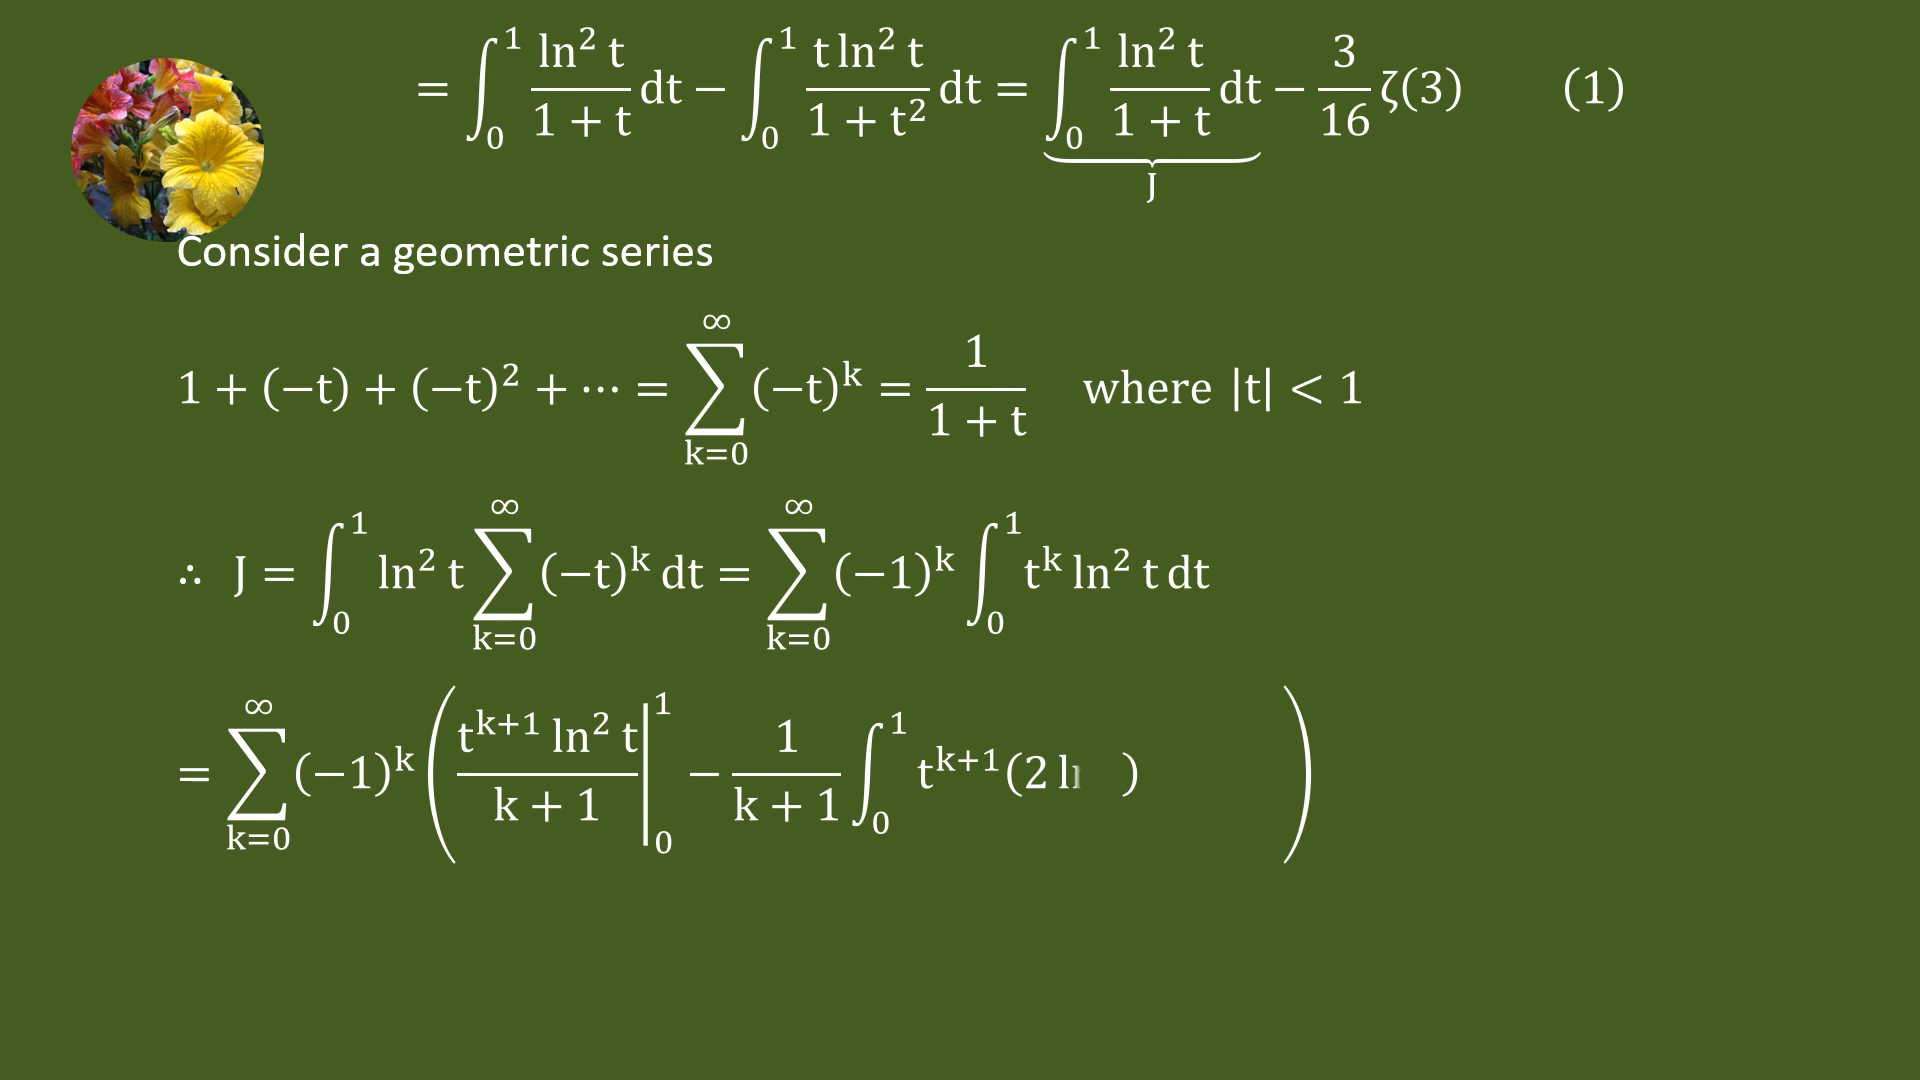 = ∫₀¹ ln² t / (1 + t) dt − ∫₀¹ t ln² t / (1 + t²) dt = ∫₀¹ ln² t / (1 + t) dt − 3/16 ζ(3) (1)
J
Consider a geometric series
1 + (−t) + (−t)² + ⋯ = ∑_{k=0}^{∞} (−t)^k = 1 / (1 + t) where |t| < 1
∴ J = ∫₀¹ ln² t ∑_{k=0}^{∞} (−t)^k dt = ∑_{k=0}^{∞} (−1)^k ∫₀¹ t^k ln² t dt
= ∑_{k=0}^{∞} (−1)^k ( t^{k+1} ln² t / (k + 1) |₀¹ − 1 / (k + 1) ∫₀¹ t^{k+1} (2 ) )